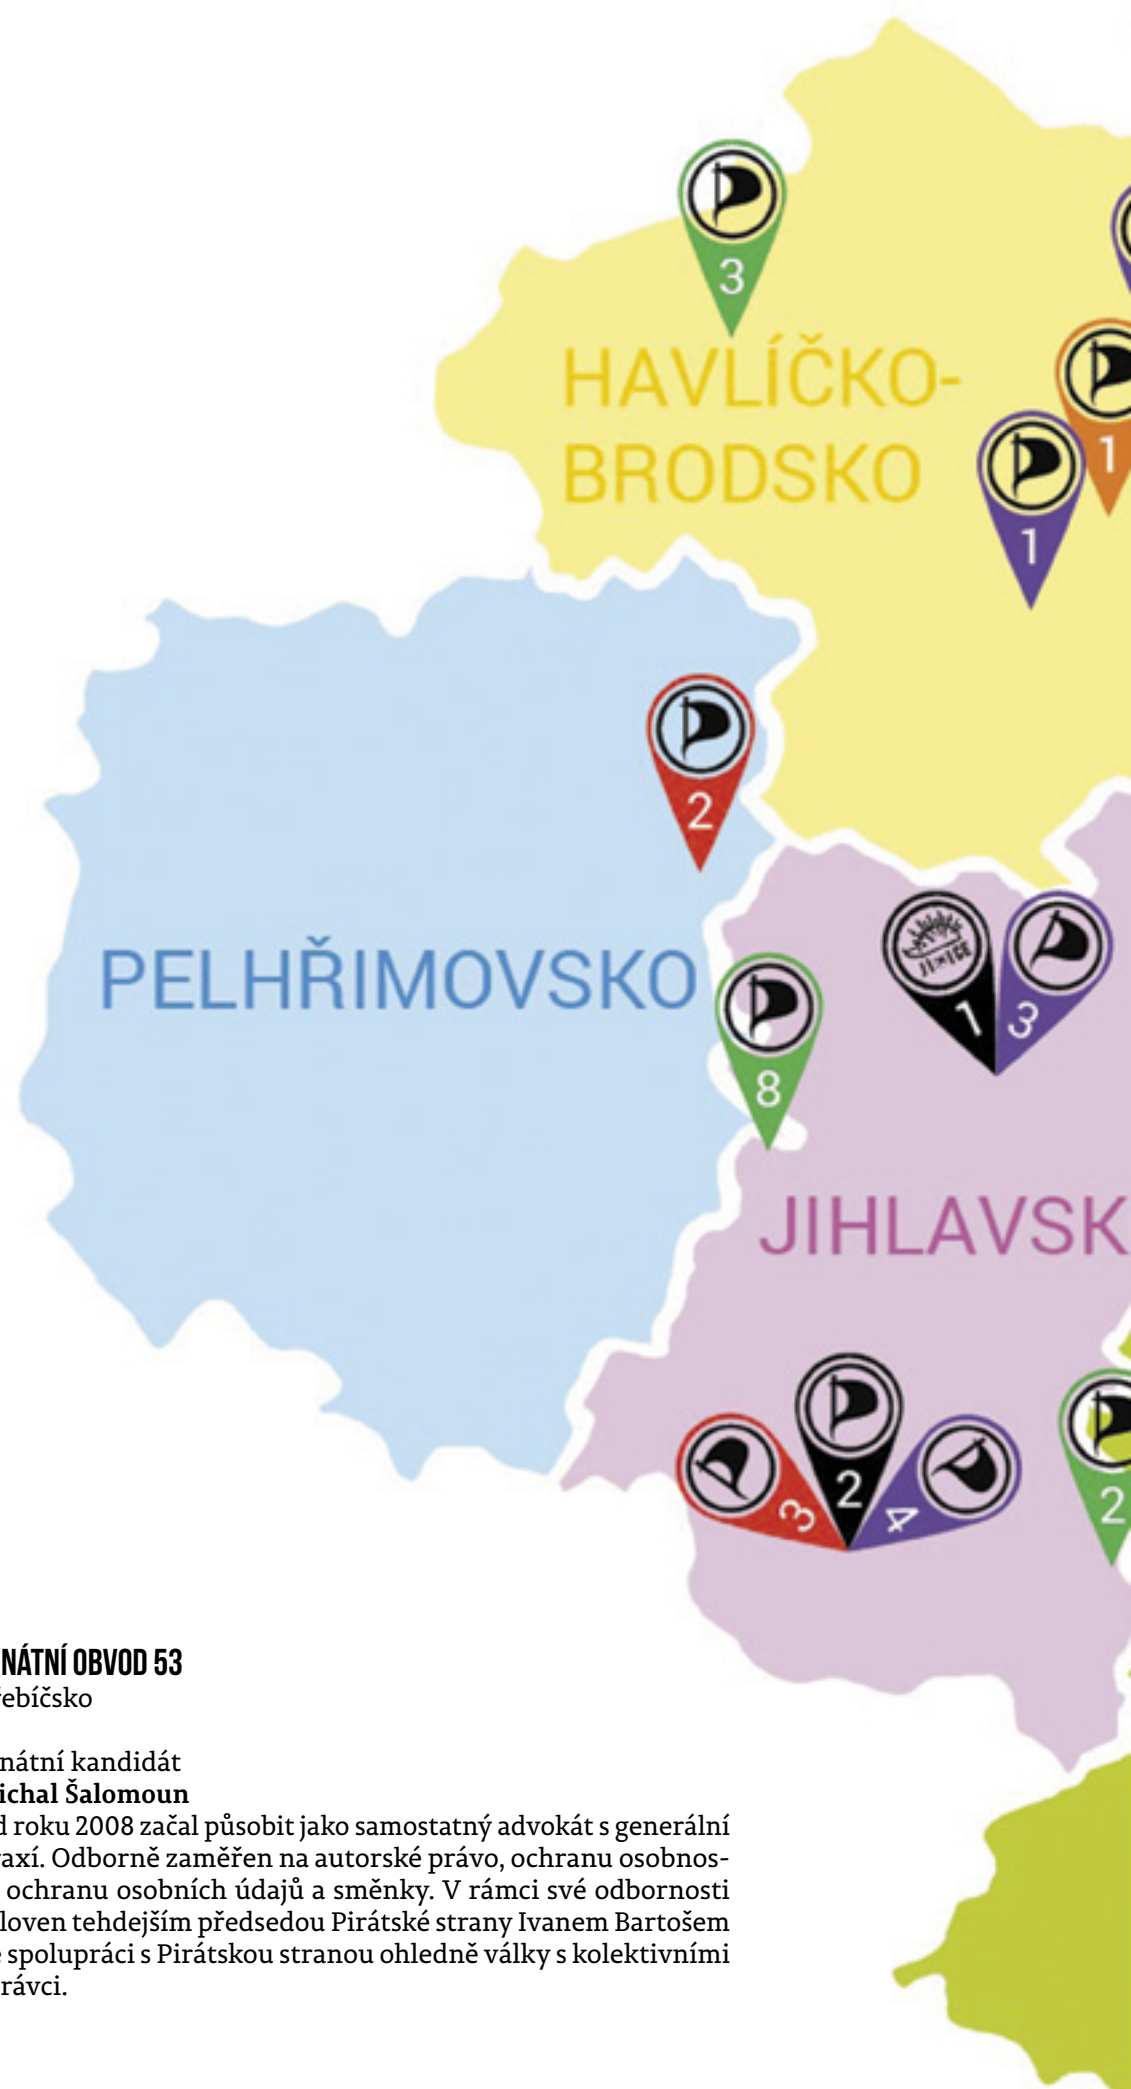 3
HAVLÍČKO-
BRODSKO
1
1
2
PELHŘIMOVSKO
1
3
8
JIHLAVSK
3
2
4
2
NÁTNÍ OBVOD 53
ebíčsko
nátní kandidát
ichal Šalomoun
d roku 2008 začal působit jako samostatný advokát s generální
axí. Odborně zaměřen na autorské právo, ochranu osobnos-
ochranu osobních údajů a směnky. V rámci své odbornosti
loven tehdejším předsedou Pirátské strany Ivanem Bartošem
e spolupráci s Pirátskou stranou ohledně války s kolektivními
rávci.